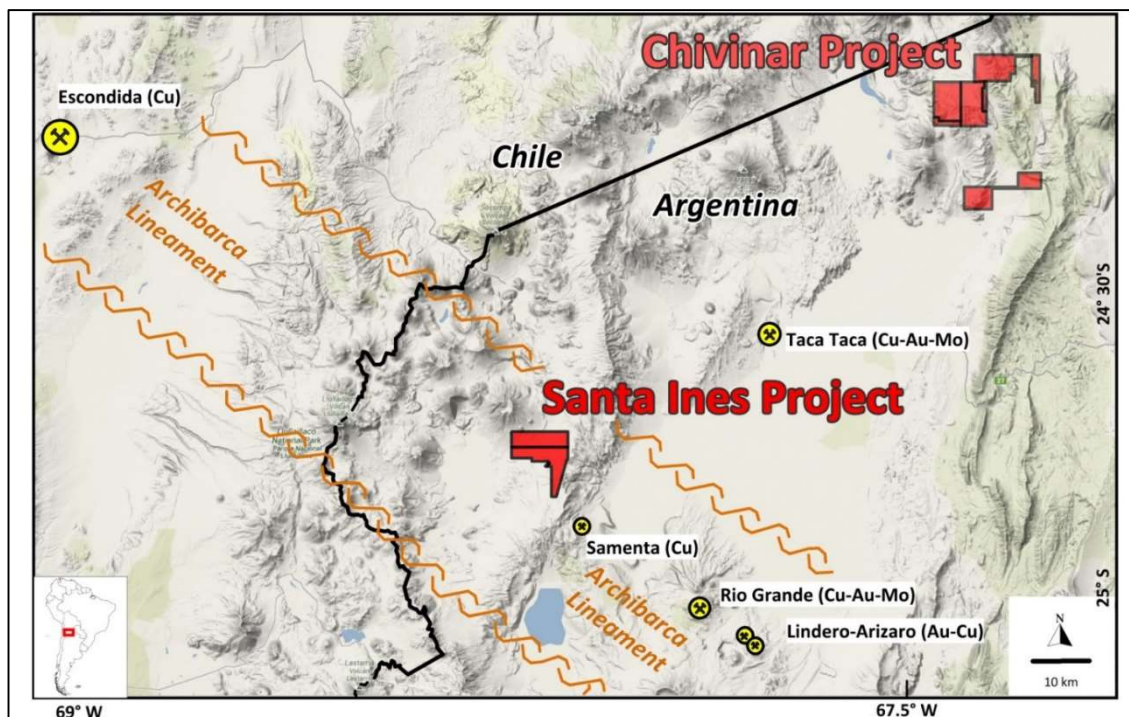 Chivinar Project
Escondida (Cu)
Chile
Argentina
Archibarca
Lineament
24° 30'S
Taca Taca (Cu-Au-Mo)
Santa Ines Project
Samenta (Cu)
Archibarca
Lineament
Rio Grande (Cu-Au-Mo)
Lindero-Arizaro (Au-Cu)
25° S
N
10 km
69° W
67.5° W